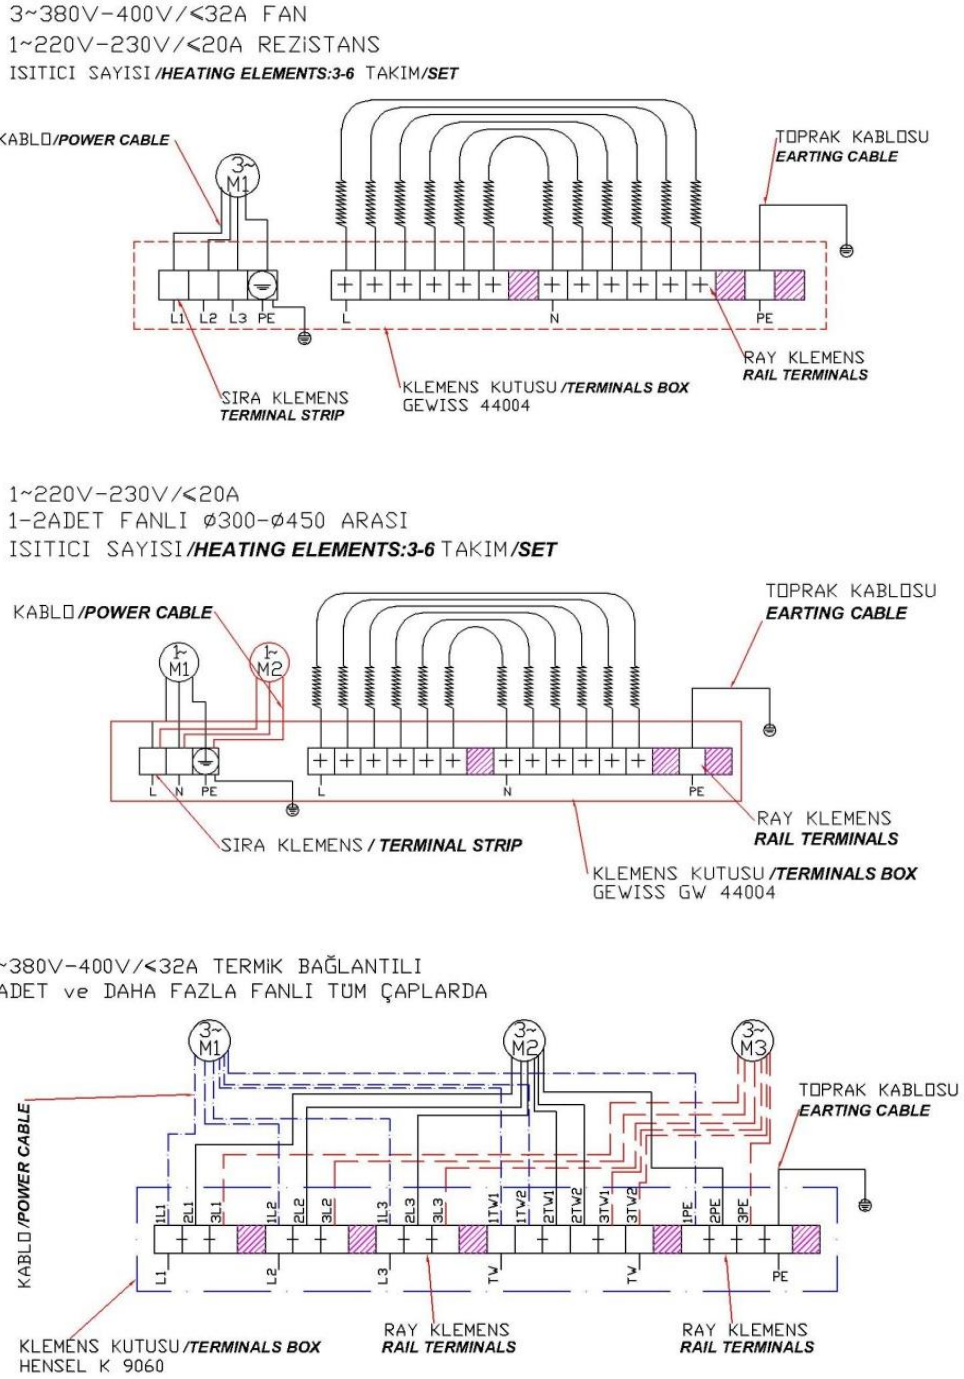 3~380V-400V/≤32A FAN
1~220V-230V/≤20A REZiSTANS
ISITICI SAYISI/HEATING ELEMENTS:3-6 TAKIM/SET
KABLO/POWER CABLE
TOPRAK KABLOSU
EARTING CABLE
3~
M1
L1 L2 L3 PE L N PE
RAY KLEMENS
RAIL TERMINALS
SIRA KLEMENS
TERMINAL STRIP
KLEMENS KUTUSU/TERMINALS BOX
GEWISS 44004
1~220V-230V/≤20A
1-2ADET FANLI Ø300-Ø450 ARASI
ISITICI SAYISI/HEATING ELEMENTS:3-6 TAKIM/SET
KABLO/POWER CABLE
TOPRAK KABLOSU
EARTING CABLE
1~
M1
1~
M2
L N PE L N PE
RAY KLEMENS
RAIL TERMINALS
SIRA KLEMENS/TERMINAL STRIP
KLEMENS KUTUSU/TERMINALS BOX
GEWISS GW 44004
~380V-400V/≤32A TERMiK BAĞLANTILI
ADET ve DAHA FAZLA FANLI TÜM ÇAPLARDA
3~
M1
3~
M2
3~
M3
TOPRAK KABLOSU
EARTING CABLE
KABLO/POWER CABLE
1L1 2L1 3L1 1L2 2L2 3L2 1L3 2L3 3L3 1TW1 1TW2 2TW1 2TW2 3TW1 3TW2 1PE 2PE 3PE
L1 L2 L3 TW TW PE
RAY KLEMENS
RAIL TERMINALS
RAY KLEMENS
RAIL TERMINALS
KLEMENS KUTUSU/TERMINALS BOX
HENSEL K 9060